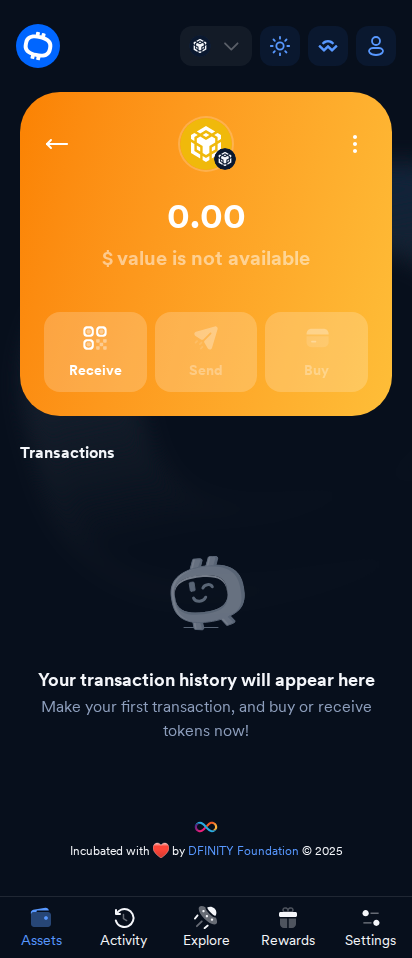 0.00
$ value is not available
Receive
Send
Buy
Transactions
Your transaction history will appear here
Make your first transaction, and buy or receive
tokens now!
Incubated with ❤️ by DFINITY Foundation © 2025
Assets
Activity
Explore
Rewards
Settings